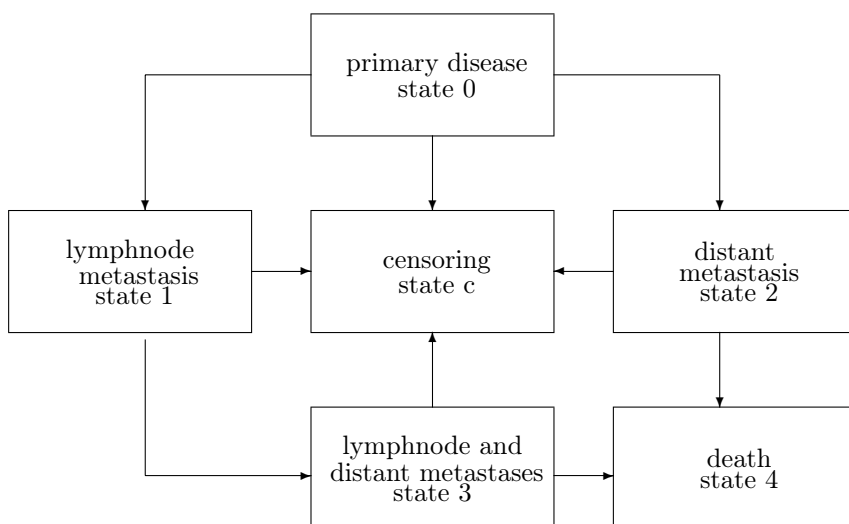 primary disease
state 0
lymphnode
metastasis
state 1
censoring
state c
distant
metastasis
state 2
lymphnode and
distant metastases
state 3
death
state 4